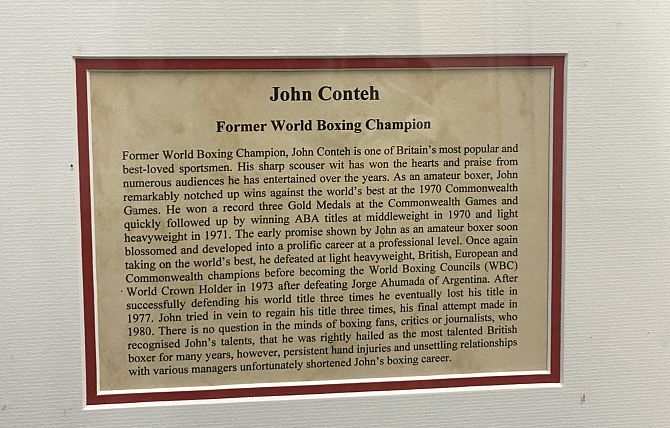 John Conteh
Former World Boxing Champion
Former World Boxing Champion, John Conteh is one of Britain's most popular and
best-loved sportsmen. His sharp scouser wit has won the hearts and praise from
numerous audiences he has entertained over the years. As an amateur boxer, John
remarkably notched up wins against the world's best at the 1970 Commonwealth
Games. He won a record three Gold Medals at the Commonwealth Games and
quickly followed up by winning ABA titles at middleweight in 1970 and light
heavyweight in 1971. The early promise shown by John as an amateur boxer soon
blossomed and developed into a prolific career at a professional level. Once again
taking on the world's best, he defeated at light heavyweight, British, European and
Commonwealth champions before becoming the World Boxing Councils (WBC)
World Crown Holder in 1973 after defeating Jorge Ahumada of Argentina. After
successfully defending his world title three times he eventually lost his title in
1977. John tried in vein to regain his title three times, his final attempt made in
1980. There is no question in the minds of boxing fans, critics or journalists, who
recognised John's talents, that he was rightly hailed as the most talented British
boxer for many years, however, persistent hand injuries and unsettling relationships
with various managers unfortunately shortened John's boxing career.